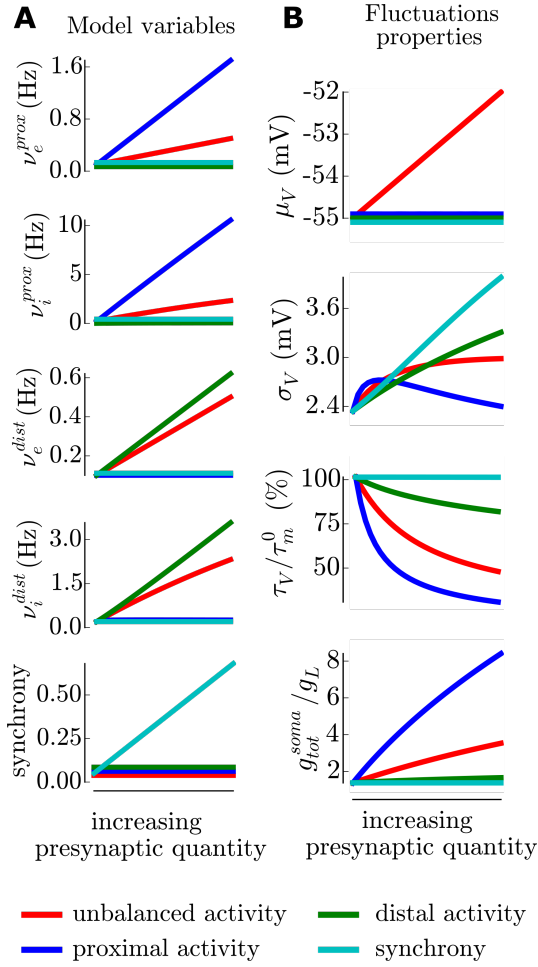 A Model variables
B Fluctuations
properties
ν_e^{prox} (Hz)
1.6
0.8
0.0
ν_i^{prox} (Hz)
10
5
0
ν_e^{dist} (Hz)
0.6
0.4
0.2
ν_i^{dist} (Hz)
3.0
1.5
0.0
synchrony
0.50
0.25
0.00
increasing
presynaptic quantity
μ_V (mV)
-52
-53
-54
-55
σ_V (mV)
3.6
3.0
2.4
τ_V/τ_m^0 (%)
100
75
50
g_{tot}^{soma}/g_L
8
6
4
2
increasing
presynaptic quantity
unbalanced activity
proximal activity
distal activity
synchrony